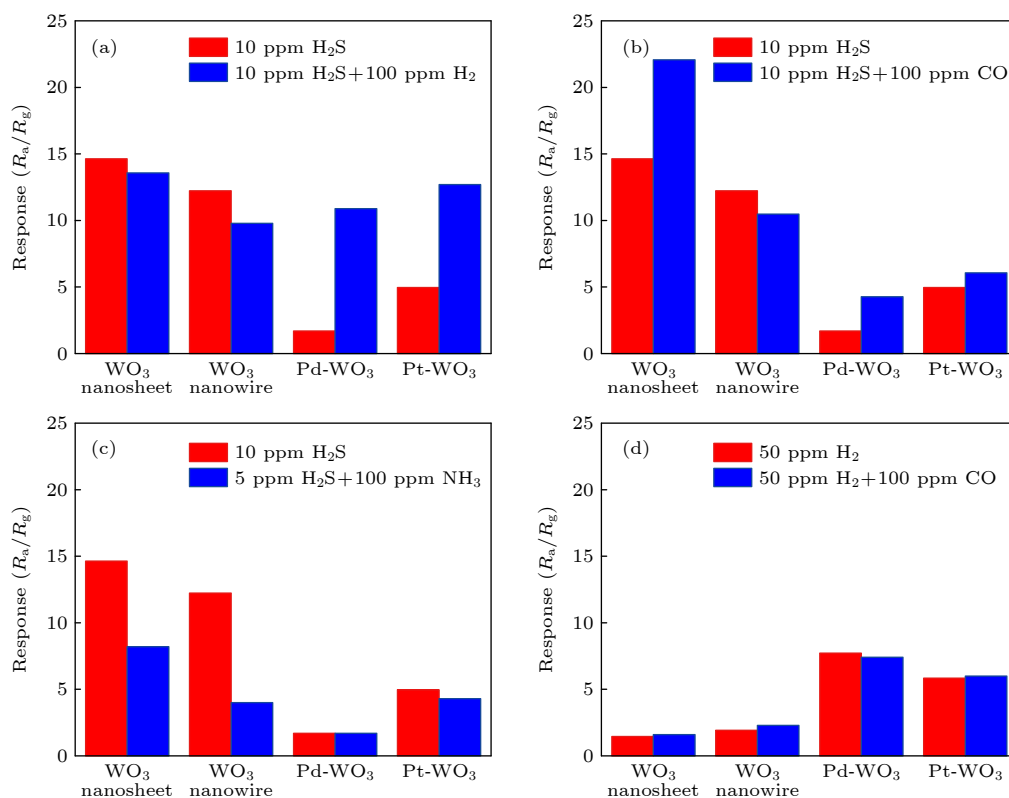 (a)
10 ppm H₂S
10 ppm H₂S+100 ppm H₂
Response (Rₐ/R_g)
25
20
15
10
5
0
WO₃ nanosheet
WO₃ nanowire
Pd-WO₃
Pt-WO₃
(b)
10 ppm H₂S
10 ppm H₂S+100 ppm CO
Response (Rₐ/R_g)
25
20
15
10
5
0
WO₃ nanosheet
WO₃ nanowire
Pd-WO₃
Pt-WO₃
(c)
10 ppm H₂S
5 ppm H₂S+100 ppm NH₃
Response (Rₐ/R_g)
25
20
15
10
5
0
WO₃ nanosheet
WO₃ nanowire
Pd-WO₃
Pt-WO₃
(d)
50 ppm H₂
50 ppm H₂+100 ppm CO
Response (Rₐ/R_g)
25
20
15
10
5
0
WO₃ nanosheet
WO₃ nanowire
Pd-WO₃
Pt-WO₃